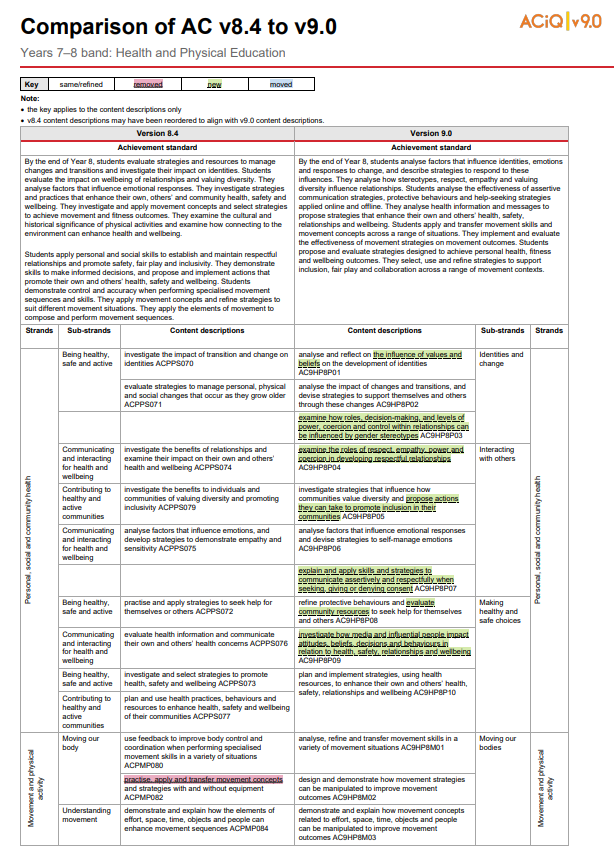 Comparison of AC v8.4 to v9.0
ACiQ v9.0
Years 7–8 band: Health and Physical Education
Key same/refined removed new moved
Note:
• the key applies to the content descriptions only
• v8.4 content descriptions may have been reordered to align with v9.0 content descriptions.
Version 8.4 Version 9.0
Achievement standard Achievement standard
By the end of Year 8, students evaluate strategies and resources to manage
changes and transitions and investigate their impact on identities. Students
evaluate the impact on wellbeing of relationships and valuing diversity. They
analyse factors that influence emotional responses. They investigate strategies
and practices that enhance their own, others' and community health, safety and
wellbeing. They investigate and apply movement concepts and select strategies
to achieve movement and fitness outcomes. They examine the cultural and
historical significance of physical activities and examine how connecting to the
environment can enhance health and wellbeing.
Students apply personal and social skills to establish and maintain respectful
relationships and promote safety, fair play and inclusivity. They demonstrate
skills to make informed decisions, and propose and implement actions that
promote their own and others' health, safety and wellbeing. Students
demonstrate control and accuracy when performing specialised movement
sequences and skills. They apply movement concepts and refine strategies to
suit different movement situations. They apply the elements of movement to
compose and perform movement sequences.
By the end of Year 8, students analyse factors that influence identities, emotions
and responses to change, and describe strategies to respond to these
influences. They analyse how stereotypes, respect, empathy and valuing
diversity influence relationships. Students analyse the effectiveness of assertive
communication strategies, protective behaviours and help-seeking strategies
applied online and offline. They analyse health information and messages to
propose strategies that enhance their own and others' health, safety,
relationships and wellbeing. Students apply and transfer movement skills and
movement concepts across a range of situations. They implement and evaluate
the effectiveness of movement strategies on movement outcomes. Students
propose and evaluate strategies designed to achieve personal health, fitness
and wellbeing outcomes. They select, use and refine strategies to support
inclusion, fair play and collaboration across a range of movement contexts.
Strands Sub-strands Content descriptions Content descriptions Sub-strands Strands
Personal, social and community health
Being healthy,
safe and active
investigate the impact of transition and change on
identities ACPPS070
analyse and reflect on the influence of values and
beliefs on the development of identities
AC9HP8P01
Identities and
change
evaluate strategies to manage personal, physical
and social changes that occur as they grow older
ACPPS071
analyse the impact of changes and transitions, and
devise strategies to support themselves and others
through these changes AC9HP8P02
examine how roles, decision-making, and levels of
power, coercion and control within relationships can
be influenced by gender stereotypes AC9HP8P03
Communicating
and interacting
for health and
wellbeing
investigate the benefits of relationships and
examine their impact on their own and others'
health and wellbeing ACPPS074
examine the roles of respect, empathy, power and
coercion in developing respectful relationships
AC9HP8P04
Interacting
with others
Contributing to
healthy and
active
communities
investigate the benefits to individuals and
communities of valuing diversity and promoting
inclusivity ACPPS079
investigate strategies that influence how
communities value diversity and propose actions
they can take to promote inclusion in their
communities AC9HP8P05
Communicating
and interacting
for health and
wellbeing
analyse factors that influence emotions, and
develop strategies to demonstrate empathy and
sensitivity ACPPS075
analyse factors that influence emotional responses
and devise strategies to self-manage emotions
AC9HP8P06
explain and apply skills and strategies to
communicate assertively and respectfully when
seeking, giving or denying consent AC9HP8P07
Being healthy,
safe and active
practise and apply strategies to seek help for
themselves or others ACPPS072
refine protective behaviours and evaluate
community resources to seek help for themselves
and others AC9HP8P08
Making
healthy and
safe choices
Communicating
and interacting
for health and
wellbeing
evaluate health information and communicate
their own and others' health concerns ACPPS076
investigate how media and influential people impact
attitudes, beliefs, decisions and behaviours in
relation to health, safety, relationships and wellbeing
AC9HP8P09
Being healthy,
safe and active
investigate and select strategies to promote
health, safety and wellbeing ACPPS073
plan and implement strategies, using health
resources, to enhance their own and others' health,
safety, relationships and wellbeing AC9HP8P10
Contributing to
healthy and
active
communities
plan and use health practices, behaviours and
resources to enhance health, safety and wellbeing
of their communities ACPPS077
Personal, social and community health
Movement and physical
activity
Moving our
body
use feedback to improve body control and
coordination when performing specialised
movement skills in a variety of situations
ACPMP080
analyse, refine and transfer movement skills in a
variety of movement situations AC9HP8M01
Moving our
bodies
practise, apply and transfer movement concepts
and strategies with and without equipment
ACPMP082
design and demonstrate how movement strategies
can be manipulated to improve movement
outcomes AC9HP8M02
Understanding
movement
demonstrate and explain how the elements of
effort, space, time, objects and people can
enhance movement sequences ACPMP084
demonstrate and explain how movement concepts
related to effort, space, time, objects and people
can be manipulated to improve movement
outcomes AC9HP8M03
Movement and physical
activity